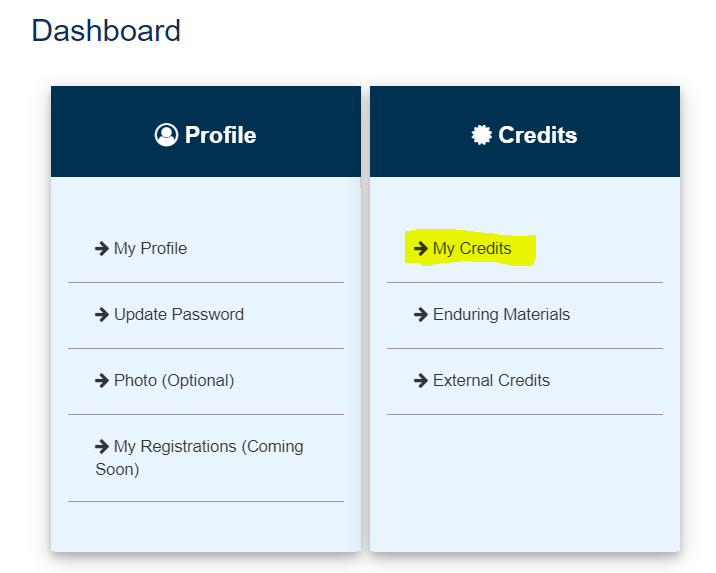 Dashboard
Profile
My Profile
Update Password
Photo (Optional)
My Registrations (Coming
Soon)
Credits
My Credits
Enduring Materials
External Credits